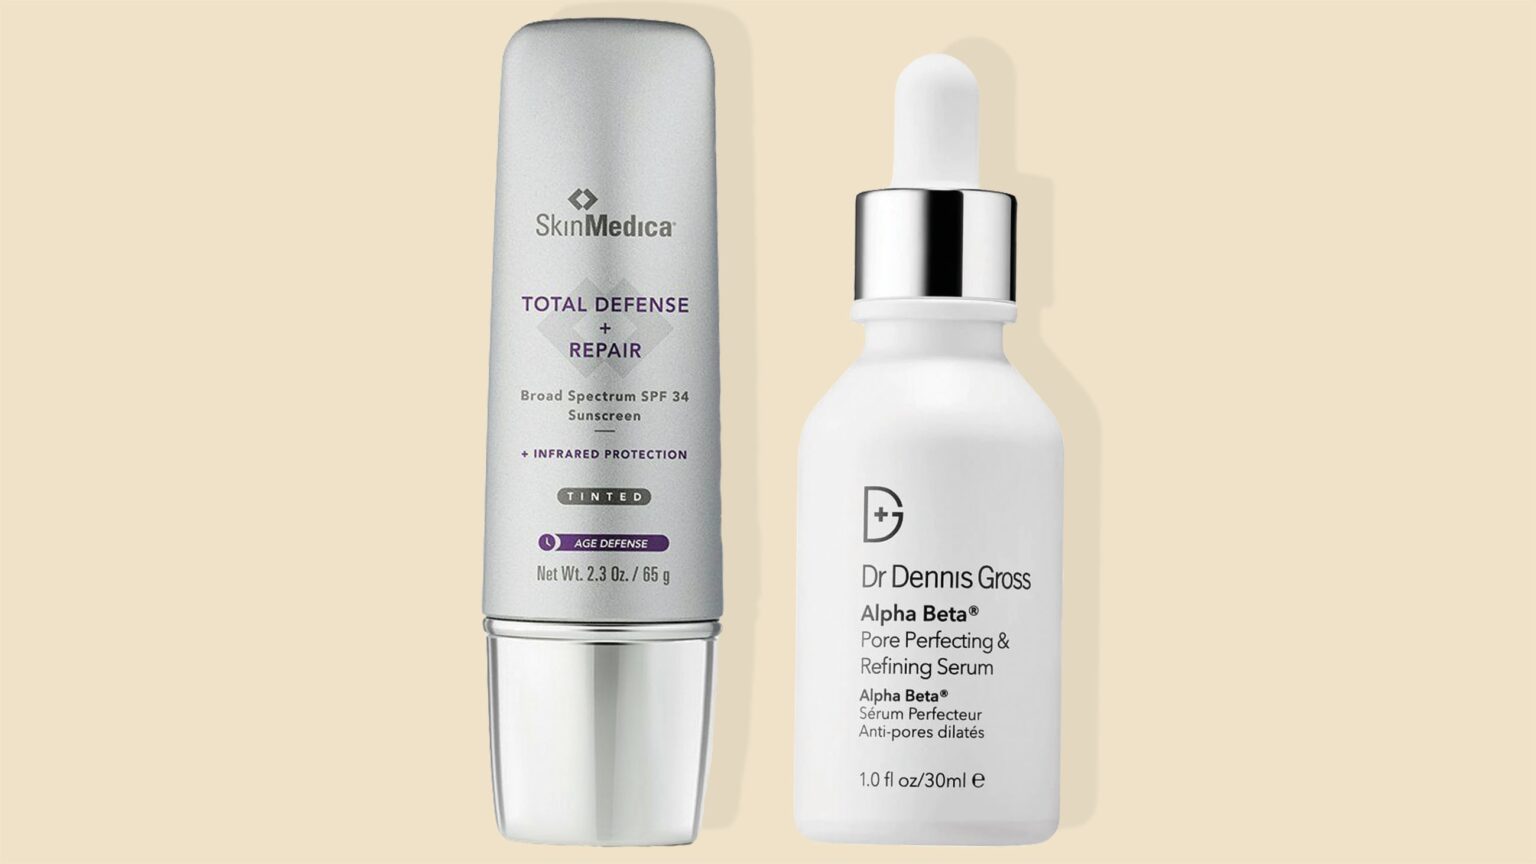 SkinMedica
TOTAL DEFENSE
+
REPAIR
Broad Spectrum SPF 34
Sunscreen
+ INFRARED PROTECTION
TINTED
AGE DEFENSE
Net Wt. 2.3 Oz. / 65 g
DG
Dr Dennis Gross
Alpha Beta®
Pore Perfecting &
Refining Serum
Alpha Beta®
Sérum Perfecteur
Anti-pores dilatés
1.0 fl oz/30ml ℮